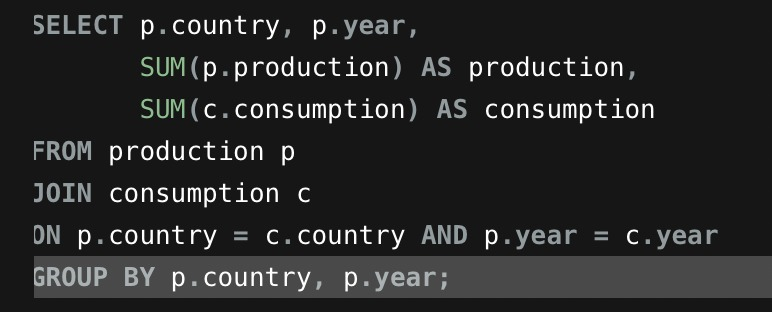 SELECT p.country, p.year,
SUM(p.production) AS production,
SUM(c.consumption) AS consumption
FROM production p
JOIN consumption c
ON p.country = c.country AND p.year = c.year
GROUP BY p.country, p.year;